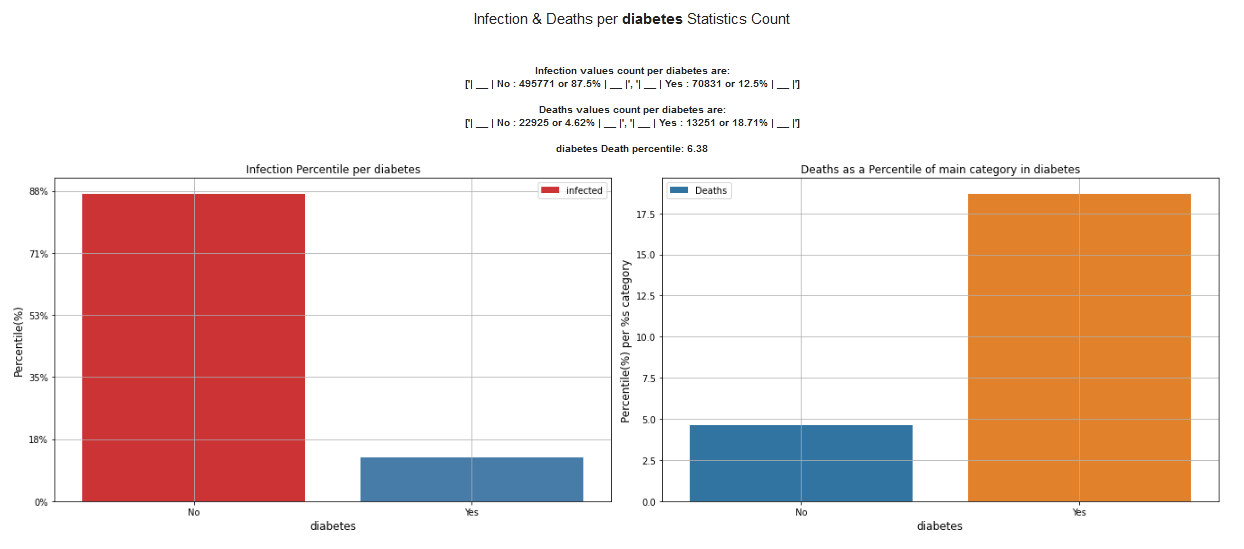 Infection & Deaths per diabetes Statistics Count
Infection values count per diabetes are:
['| __ | No : 495771 or 87.5% | __ |', '| __ | Yes : 70831 or 12.5% | __ |']
Deaths values count per diabetes are:
['| __ | No : 22925 or 4.62% | __ |', '| __ | Yes : 13251 or 18.71% | __ |']
diabetes Death percentile: 6.38
Infection Percentile per diabetes
infected
Percentile(%)
88%
71%
53%
35%
18%
0%
No
Yes
diabetes
Deaths as a Percentile of main category in diabetes
Deaths
Percentile(%) per %s category
17.5
15.0
12.5
10.0
7.5
5.0
2.5
0.0
No
Yes
diabetes